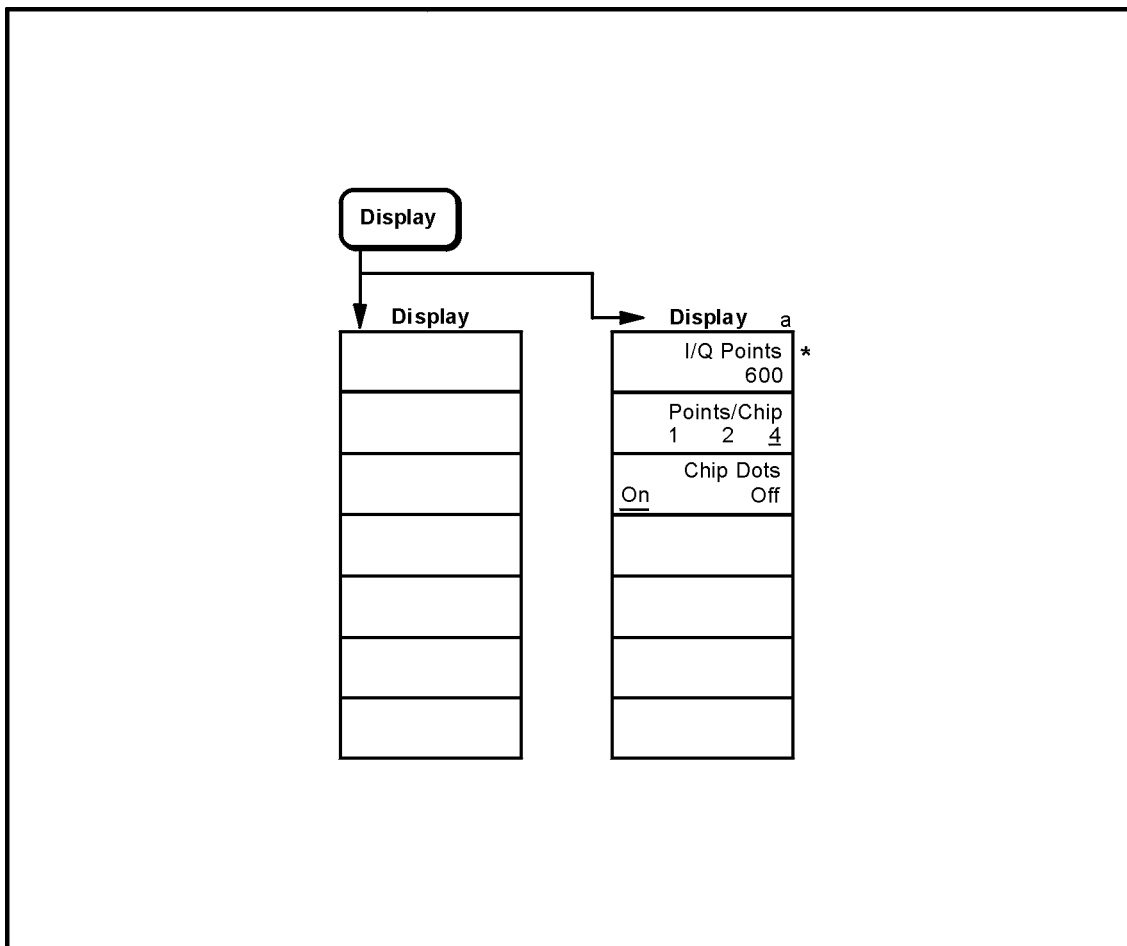 Display
Display
Display a
I/Q Points *
600
Points/Chip
1 2 4
Chip Dots
On Off